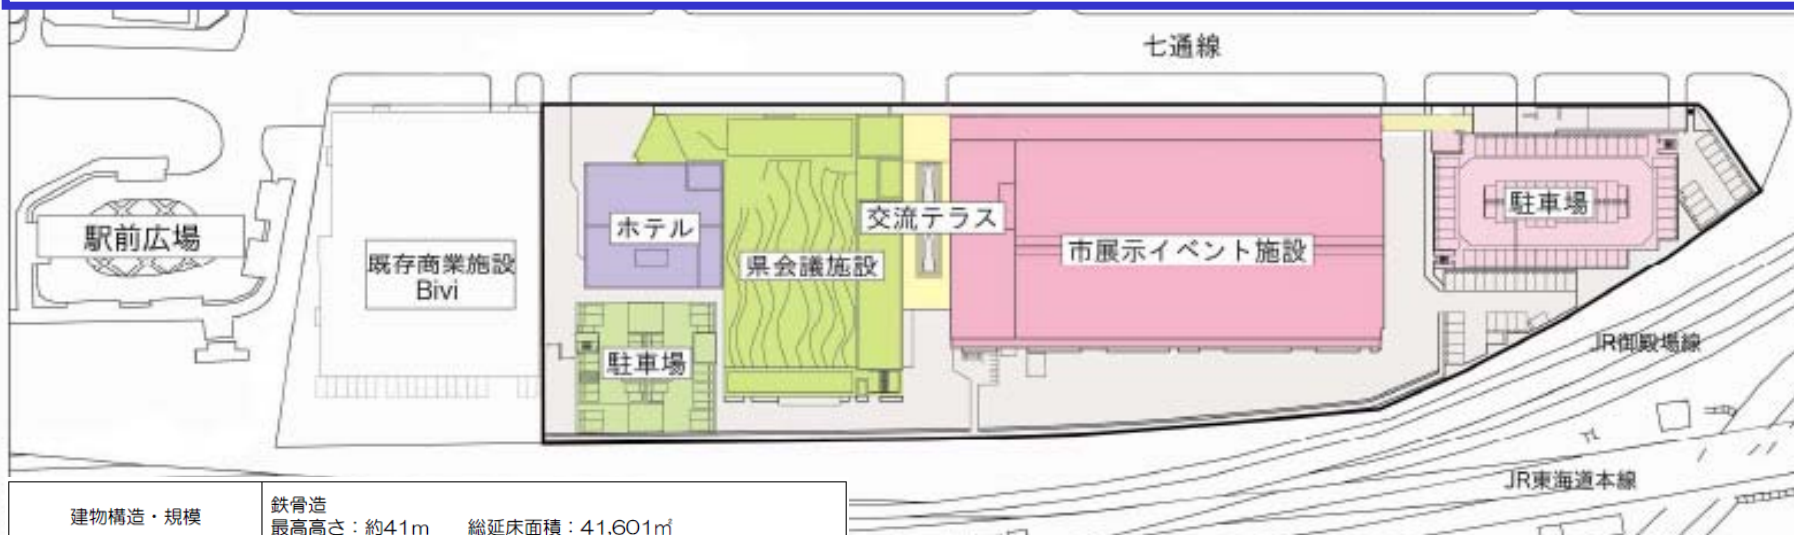 七通線
駅前広場
既存商業施設
Bivi
ホテル
駐車場
県会議施設
交流テラス
市展示イベント施設
駐車場
JR御殿場線
JR東海道本線
建物構造・規模
鉄骨造
最高高さ：約41m 総延床面積：41,601㎡